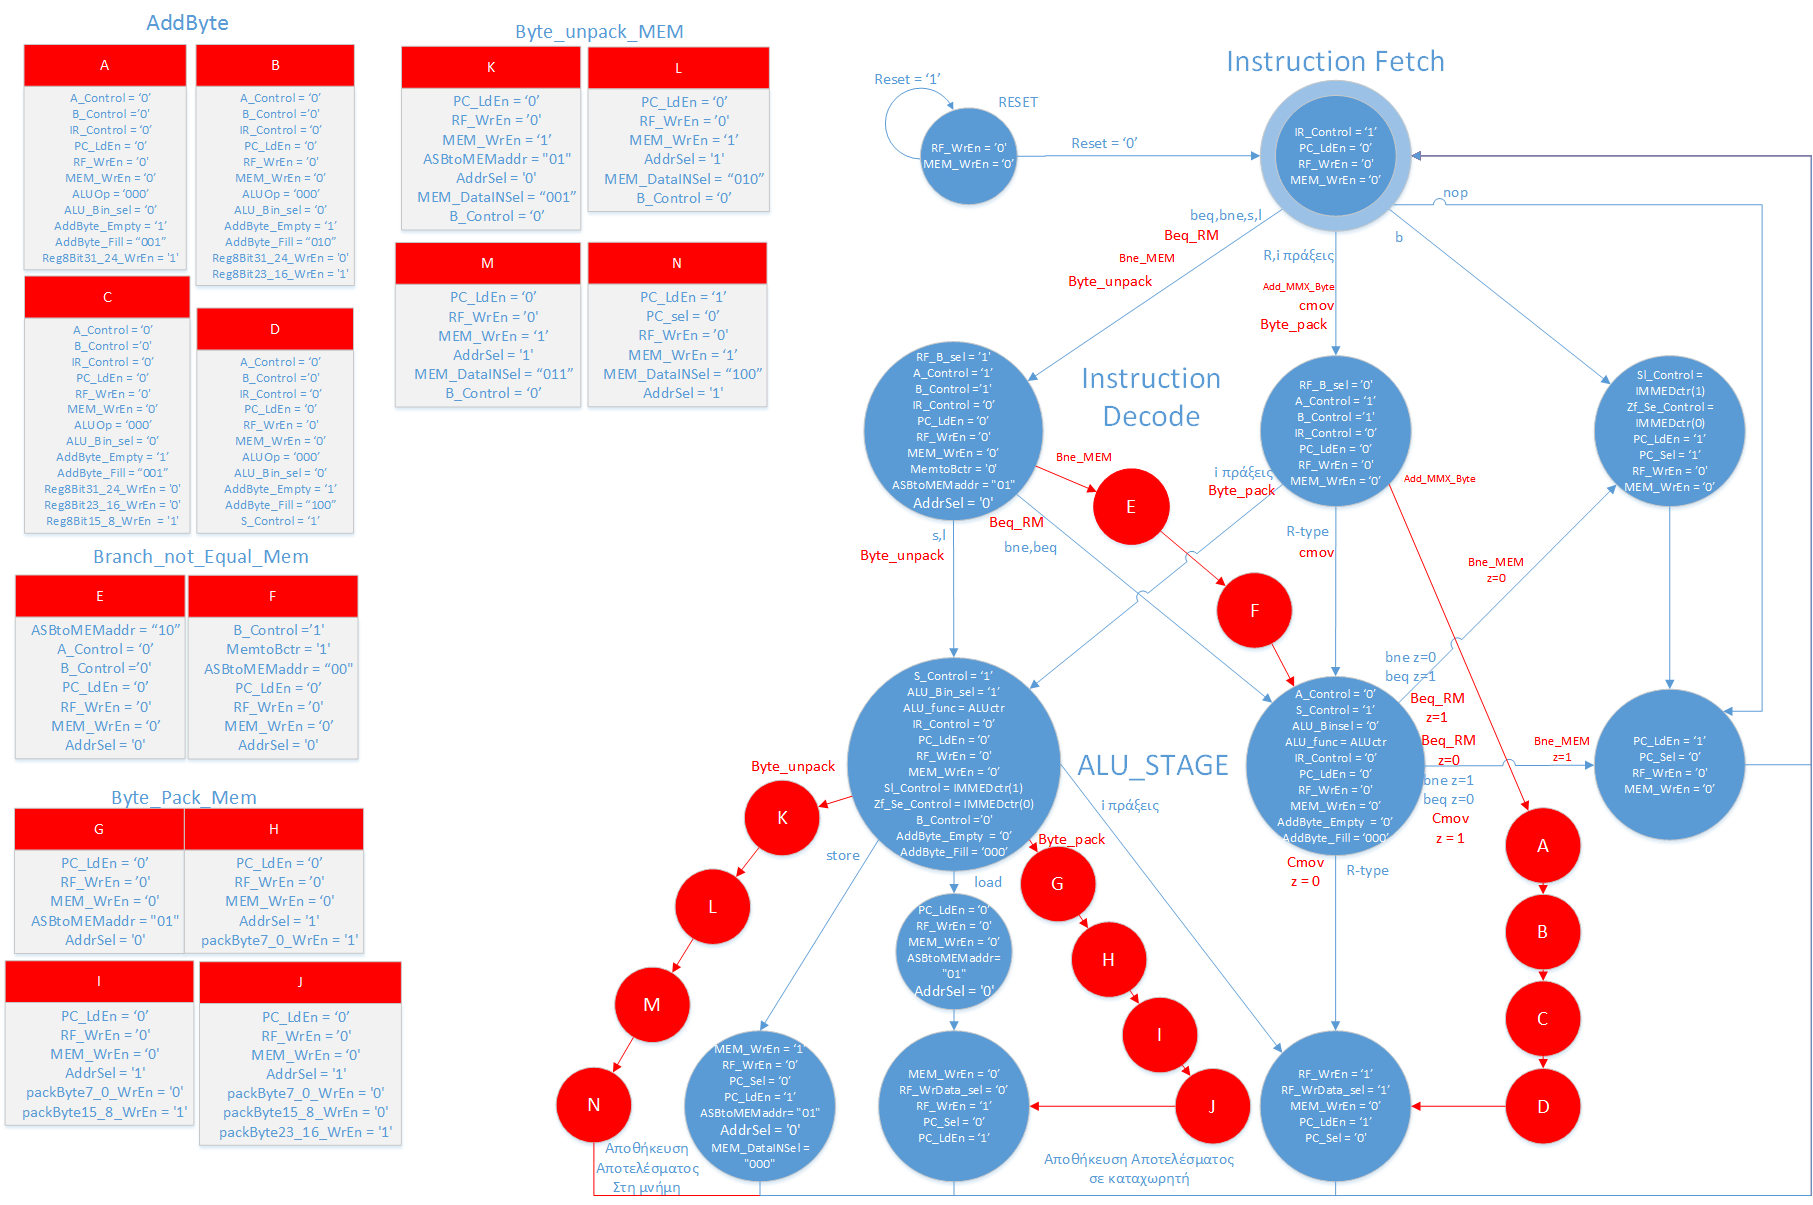 AddByte
A
A_Control = ‘0’
B_Control =’0'
IR_Control = ‘0’
PC_LdEn = ‘0’
RF_WrEn = ’0'
MEM_WrEn = ‘0’
ALUOp = ‘000’
ALU_Bin_sel = ‘0’
AddByte_Empty = ‘1’
AddByte_Fill = “001”
Reg8Bit31_24_WrEn = '1'
B
A_Control = ‘0’
B_Control =’0'
IR_Control = ‘0’
PC_LdEn = ‘0’
RF_WrEn = ’0'
MEM_WrEn = ‘0’
ALUOp = ‘000’
ALU_Bin_sel = ‘0’
AddByte_Empty = ‘1’
AddByte_Fill = “010”
Reg8Bit31_24_WrEn = '0'
Reg8Bit23_16_WrEn = '1'
C
A_Control = ‘0’
B_Control =’0'
IR_Control = ‘0’
PC_LdEn = ‘0’
RF_WrEn = ’0'
MEM_WrEn = ‘0’
ALUOp = ‘000’
ALU_Bin_sel = ‘0’
AddByte_Empty = ‘1’
AddByte_Fill = “001”
Reg8Bit31_24_WrEn = '0'
Reg8Bit23_16_WrEn = '0'
Reg8Bit15_8_WrEn = '1'
D
A_Control = ‘0’
B_Control =’0'
IR_Control = ‘0’
PC_LdEn = ‘0’
RF_WrEn = ’0'
MEM_WrEn = ‘0’
ALUOp = ‘000’
ALU_Bin_sel = ‘0’
AddByte_Empty = ‘1’
AddByte_Fill = “100”
S_Control = ‘1’
Branch_not_Equal_Mem
E
ASBtoMEMaddr = “10”
A_Control = ‘0’
B_Control =’0'
PC_LdEn = ‘0’
RF_WrEn = ’0'
MEM_WrEn = ‘0’
AddrSel = '0'
F
B_Control =’1'
MemtoBctr = '1'
ASBtoMEMaddr = “00"
PC_LdEn = ‘0’
RF_WrEn = ’0'
MEM_WrEn = ‘0’
AddrSel = '0'
Byte_Pack_Mem
G
PC_LdEn = ‘0’
RF_WrEn = ’0'
MEM_WrEn = ‘0’
ASBtoMEMaddr = "01"
AddrSel = '0'
H
PC_LdEn = ‘0’
RF_WrEn = ’0'
MEM_WrEn = ‘0’
AddrSel = '1'
packByte7_0_WrEn = '1'
I
PC_LdEn = ‘0’
RF_WrEn = ’0'
MEM_WrEn = ‘0’
AddrSel = '1'
packByte7_0_WrEn = '0'
packByte15_8_WrEn = '1'
J
PC_LdEn = ‘0’
RF_WrEn = ’0'
MEM_WrEn = ‘0’
AddrSel = '1'
packByte7_0_WrEn = '0'
packByte15_8_WrEn = '0'
packByte23_16_WrEn = '1'
Byte_unpack_MEM
K
PC_LdEn = ‘0’
RF_WrEn = ’0'
MEM_WrEn = ‘1’
ASBtoMEMaddr = "01"
AddrSel = '0'
MEM_DataINSel = “001”
B_Control = ‘0’
L
PC_LdEn = ‘0’
RF_WrEn = ’0'
MEM_WrEn = ‘1’
AddrSel = '1'
MEM_DataINSel = “010”
B_Control = ‘0’
M
PC_LdEn = ‘0’
RF_WrEn = ’0'
MEM_WrEn = ‘1’
AddrSel = '1'
MEM_DataINSel = “011”
B_Control = ‘0’
N
PC_LdEn = ‘1’
PC_sel = ‘0’
RF_WrEn = ’0'
MEM_WrEn = ‘1’
MEM_DataINSel = “100”
AddrSel = '1'
Instruction Fetch
Reset = ‘1’
RESET
RF_WrEn = ’0'
MEM_WrEn = ‘0’
Reset = ‘0’
IR_Control = ‘1’
PC_LdEn = ‘0’
RF_WrEn = ’0'
MEM_WrEn = ‘0’
nop
beq,bne,s,l
Beq_RM
Bne_MEM
Byte_unpack
R,i πράξεις
Add_MMX_Byte
cmov
Byte_pack
b
Instruction
Decode
RF_B_sel = '1'
A_Control = ‘1’
B_Control =’1'
IR_Control = ‘0’
PC_LdEn = ‘0’
RF_WrEn = ’0'
MEM_WrEn = ‘0’
MemtoBctr = '0'
ASBtoMEMaddr = "01"
AddrSel = '0'
RF_B_sel = '0'
A_Control = ‘1’
B_Control =’1'
IR_Control = ‘0’
PC_LdEn = ‘0’
RF_WrEn = ’0'
MEM_WrEn = ‘0’
Sl_Control =
IMMEDctr(1)
Zf_Se_Control =
IMMEDctr(0)
PC_LdEn = ‘1’
PC_Sel = ‘1’
RF_WrEn = ’0'
MEM_WrEn = ‘0’
Bne_MEM
E
F
i πράξεις
Byte_pack
Add_MMX_Byte
s,l
Byte_unpack
Beq_RM
bne,beq
R-type
cmov
Bne_MEM
z=0
bne z=0
beq z=1
Beq_RM
z=1
Beq_RM
z=0
bne z=1
beq z=0
Cmov
z = 1
Bne_MEM
z=1
ALU_STAGE
S_Control = ‘1’
ALU_Bin_sel = ‘1’
ALU_func = ALUctr
IR_Control = ‘0’
PC_LdEn = ‘0’
RF_WrEn = ’0'
MEM_WrEn = ‘0’
Sl_Control = IMMEDctr(1)
Zf_Se_Control = IMMEDctr(0)
B_Control =’0'
AddByte_Empty = ‘0’
AddByte_Fill = ‘000’
A_Control = ‘0’
S_Control = ‘1’
ALU_Binsel = ‘0’
ALU_func = ALUctr
IR_Control = ‘0’
PC_LdEn = ‘0’
RF_WrEn = ’0'
MEM_WrEn = ‘0’
AddByte_Empty = ‘0’
AddByte_Fill = ‘000’
PC_LdEn = ‘1’
PC_Sel = ‘0’
RF_WrEn = ’0'
MEM_WrEn = ‘0’
Byte_unpack
K
L
M
N
store
load
Byte_pack
G
H
I
J
i πράξεις
Cmov
z = 0
R-type
A
B
C
D
PC_LdEn = ‘0’
RF_WrEn = ’0'
MEM_WrEn = ‘0’
ASBtoMEMaddr=
"01"
AddrSel = '0'
MEM_WrEn = ‘1’
RF_WrEn = ’0'
PC_Sel = ‘0’
PC_LdEn = ‘1’
ASBtoMEMaddr= "01"
AddrSel = '0'
MEM_DataINSel =
"000"
MEM_WrEn = ‘0’
RF_WrData_sel = ‘0’
RF_WrEn = ’1'
PC_Sel = ‘0’
PC_LdEn = ‘1’
RF_WrEn = ’1'
RF_WrData_sel = ‘1’
MEM_WrEn = ‘0’
PC_LdEn = ‘1’
PC_Sel = '0'
Αποθήκευση
Αποτελέσματος
Στη μνήμη
Αποθήκευση Αποτελέσματος
σε καταχωρητή